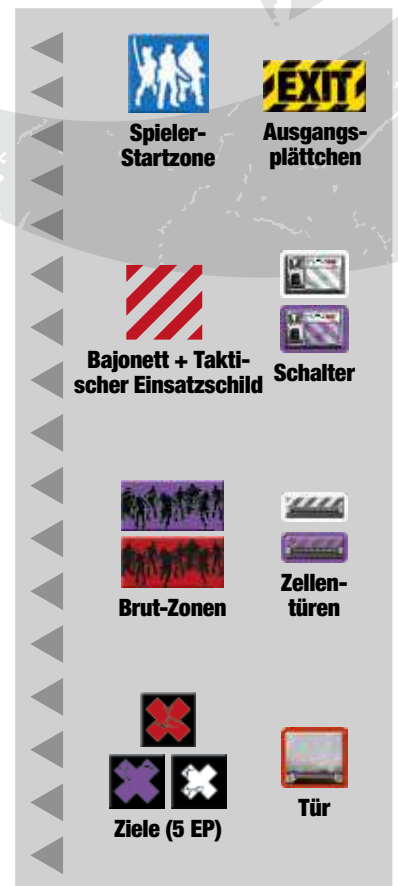 EXIT
Spieler-
Startzone
Ausgangs-
plättchen
Bajonett + Takti-
scher Einsatzschild
Schalter
Brut-Zonen
Zellen-
türen
Ziele (5 EP)
Tür